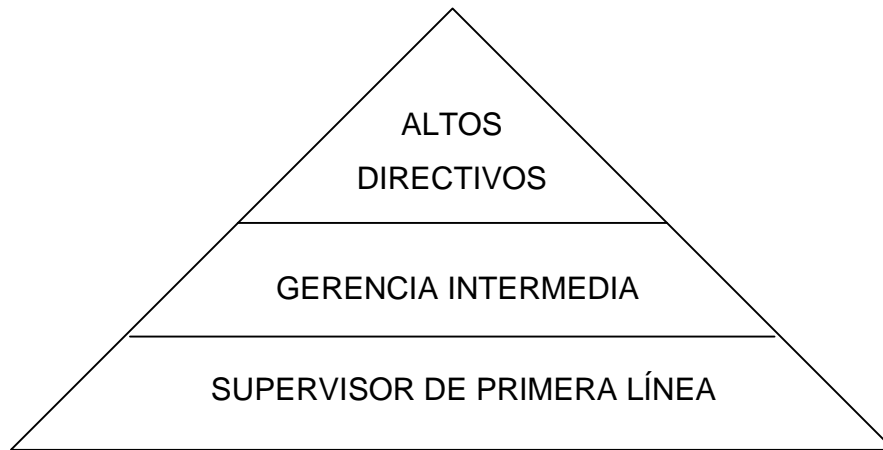 ALTOS
DIRECTIVOS
GERENCIA INTERMEDIA
SUPERVISOR DE PRIMERA LÍNEA